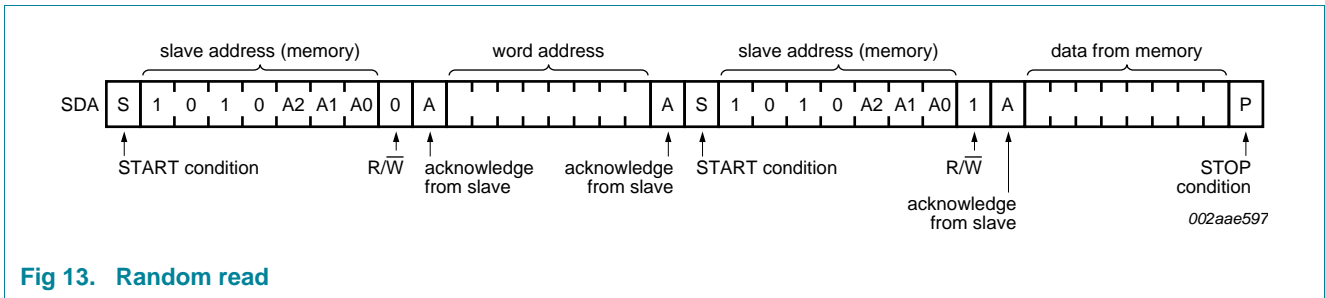 slave address (memory) word address slave address (memory) data from memory
SDA S 1 0 1 0 A2 A1 A0 0 A A S 1 0 1 0 A2 A1 A0 1 A P
START condition R/W̅ acknowledge from slave acknowledge from slave START condition R/W̅ acknowledge from slave STOP condition
002aae597
Fig 13. Random read